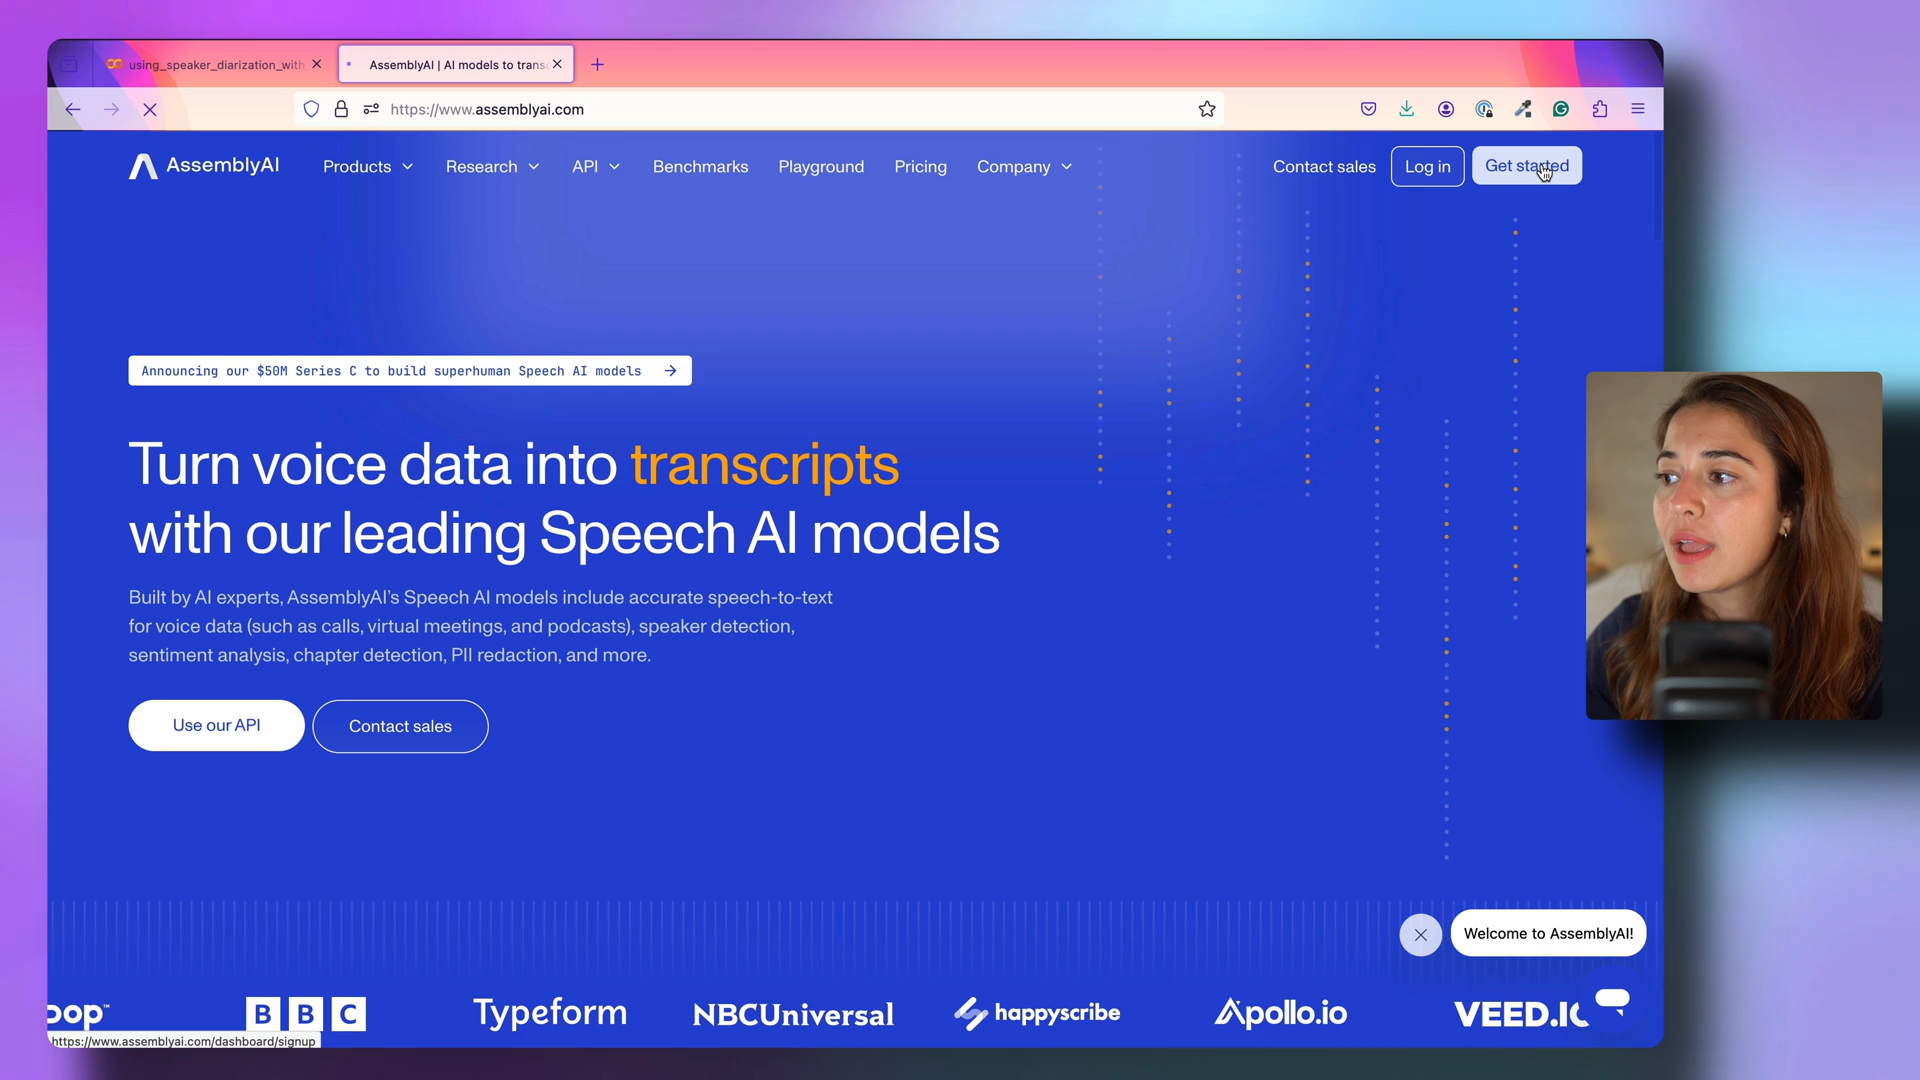 using_speaker_diarization_with
AssemblyAI | AI models to trans
https://www.assemblyai.com
AssemblyAI
Products
Research
API
Benchmarks
Playground
Pricing
Company
Contact sales
Log in
Get started
Announcing our $50M Series C to build superhuman Speech AI models
Turn voice data into transcripts
with our leading Speech AI models
Built by AI experts, AssemblyAI's Speech AI models include accurate speech-to-text
for voice data (such as calls, virtual meetings, and podcasts), speaker detection,
sentiment analysis, chapter detection, PII redaction, and more.
Use our API
Contact sales
Welcome to AssemblyAI!
BBC
Typeform
NBCUniversal
happyscribe
Apollo.io
https://www.assemblyai.com/dashboard/signup